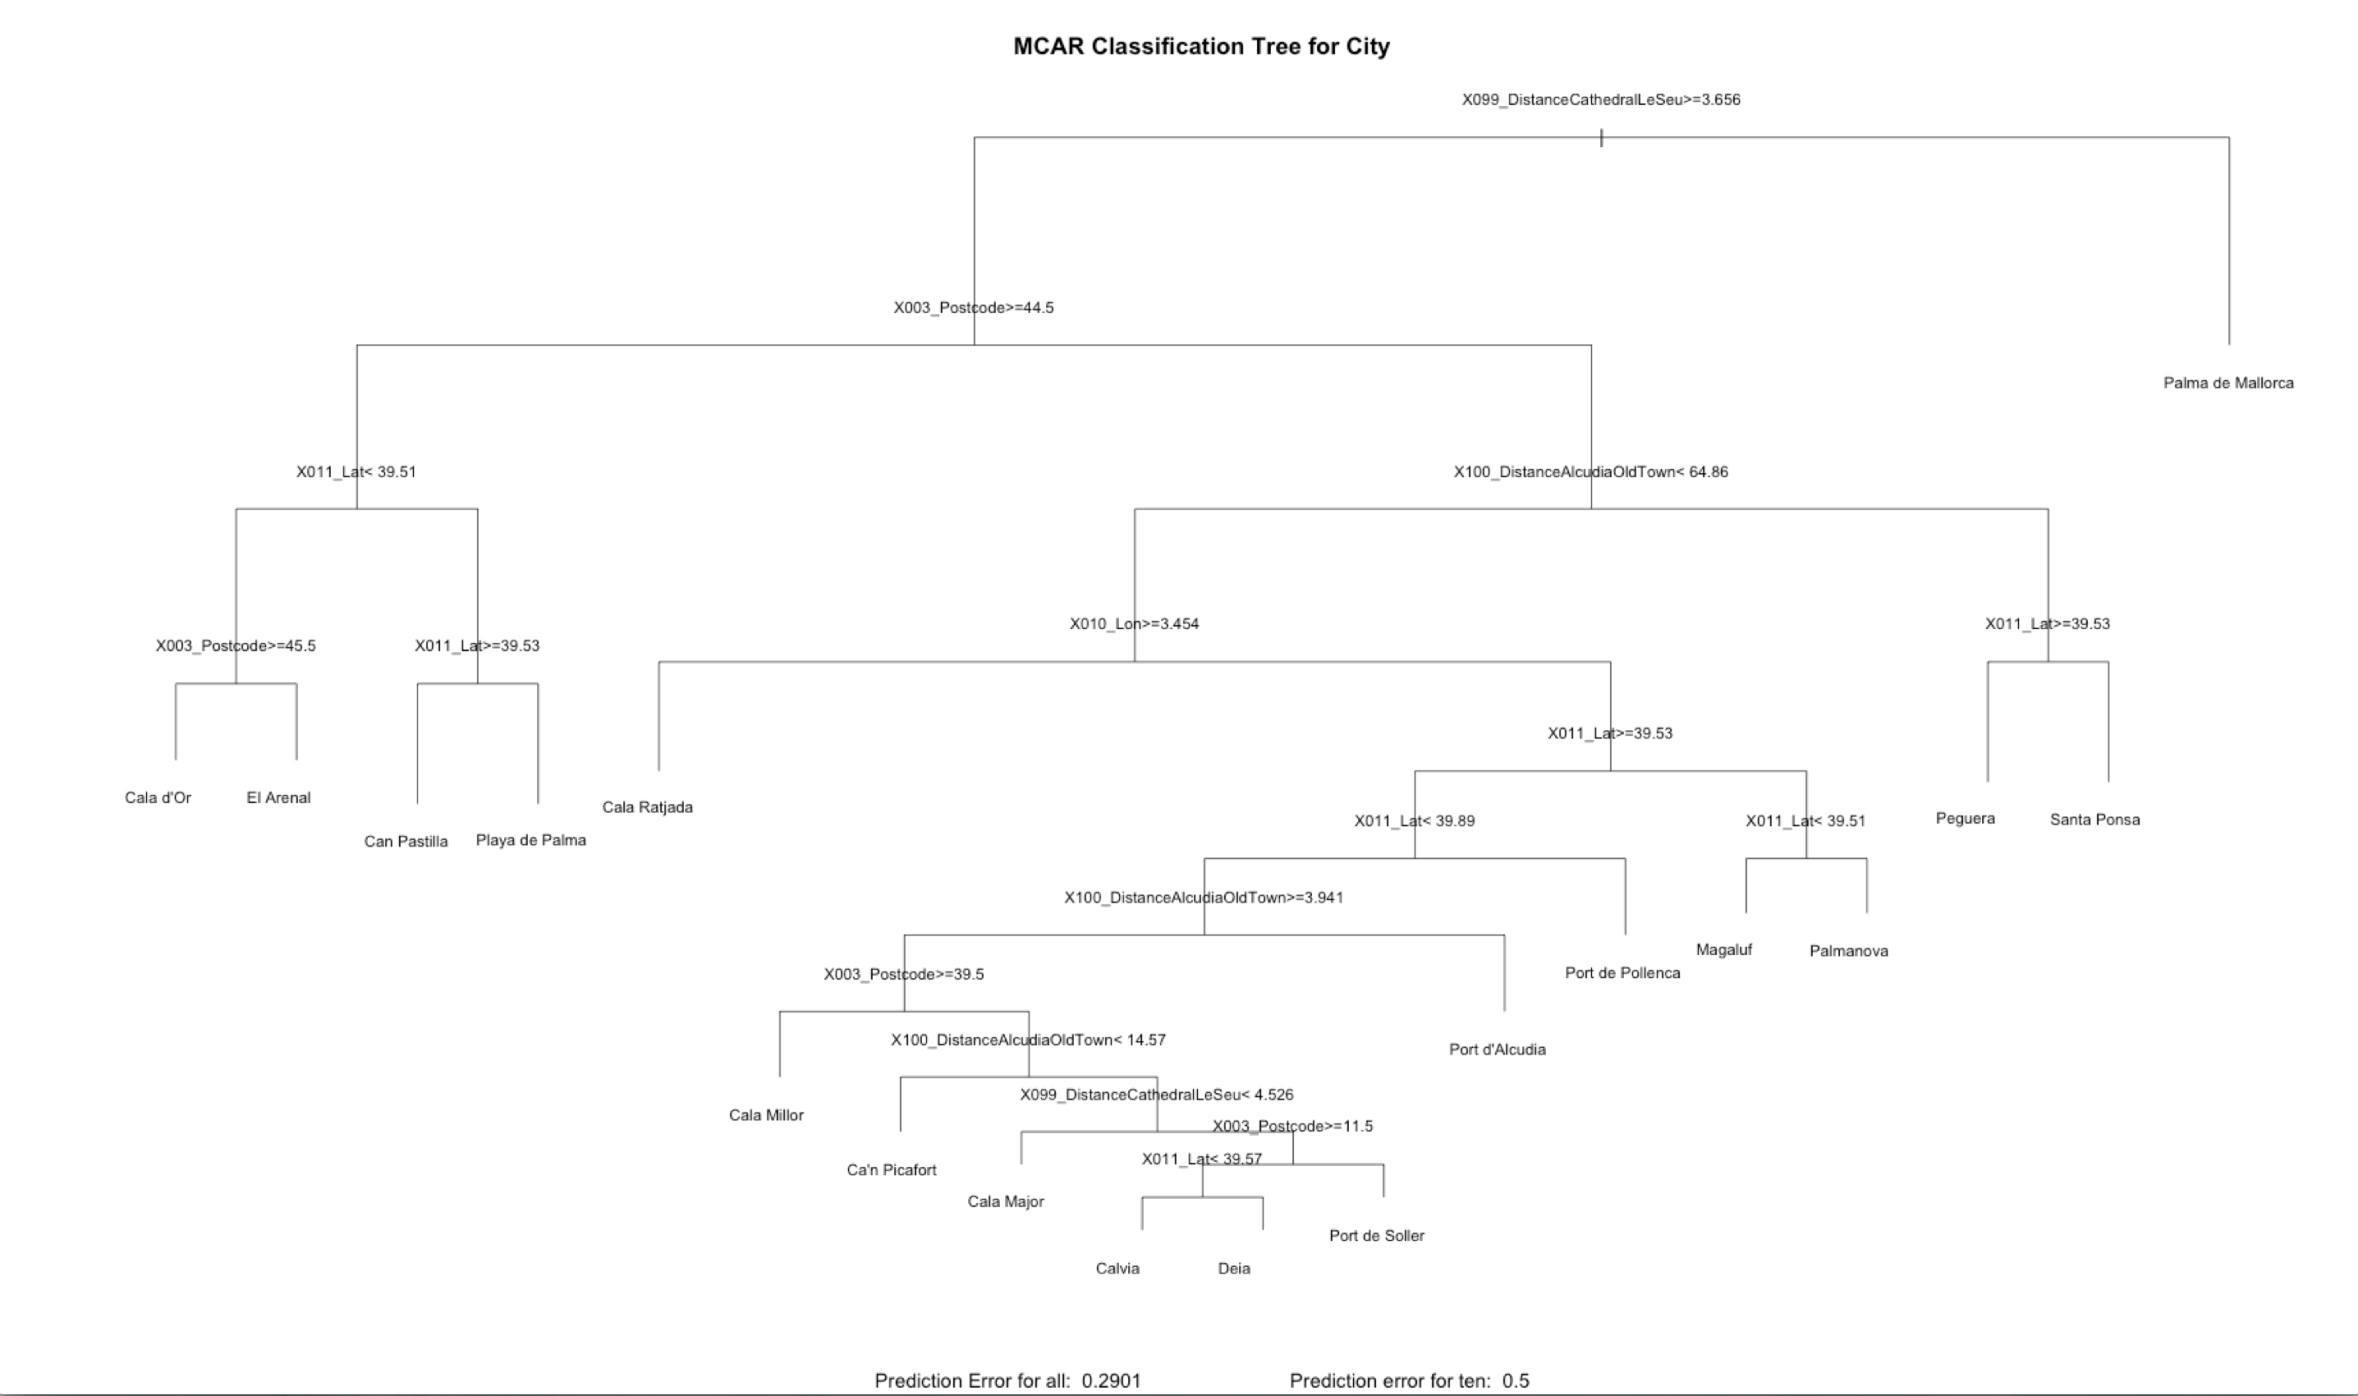 MCAR Classification Tree for City
X099_DistanceCathedralLeSeu>=3.656
X003_Postcode>=44.5
Palma de Mallorca
X011_Lat< 39.51
X100_DistanceAlcudiaOldTown< 64.86
X010_Lon>=3.454
X011_Lat>=39.53
X003_Postcode>=45.5
X011_Lat>=39.53
X011_Lat>=39.53
Cala d'Or
El Arenal
Cala Ratjada
Peguera
Santa Ponsa
X011_Lat< 39.89
X011_Lat< 39.51
Can Pastilla
Playa de Palma
X100_DistanceAlcudiaOldTown>=3.941
Magaluf
Palmanova
X003_Postcode>=39.5
Port de Pollenca
X100_DistanceAlcudiaOldTown< 14.57
Port d'Alcudia
X099_DistanceCathedralLeSeu< 4.526
Cala Millor
X003_Postcode>=11.5
X011_Lat< 39.57
Ca'n Picafort
Cala Major
Port de Soller
Calvia
Deia
Prediction Error for all: 0.2901
Prediction error for ten: 0.5